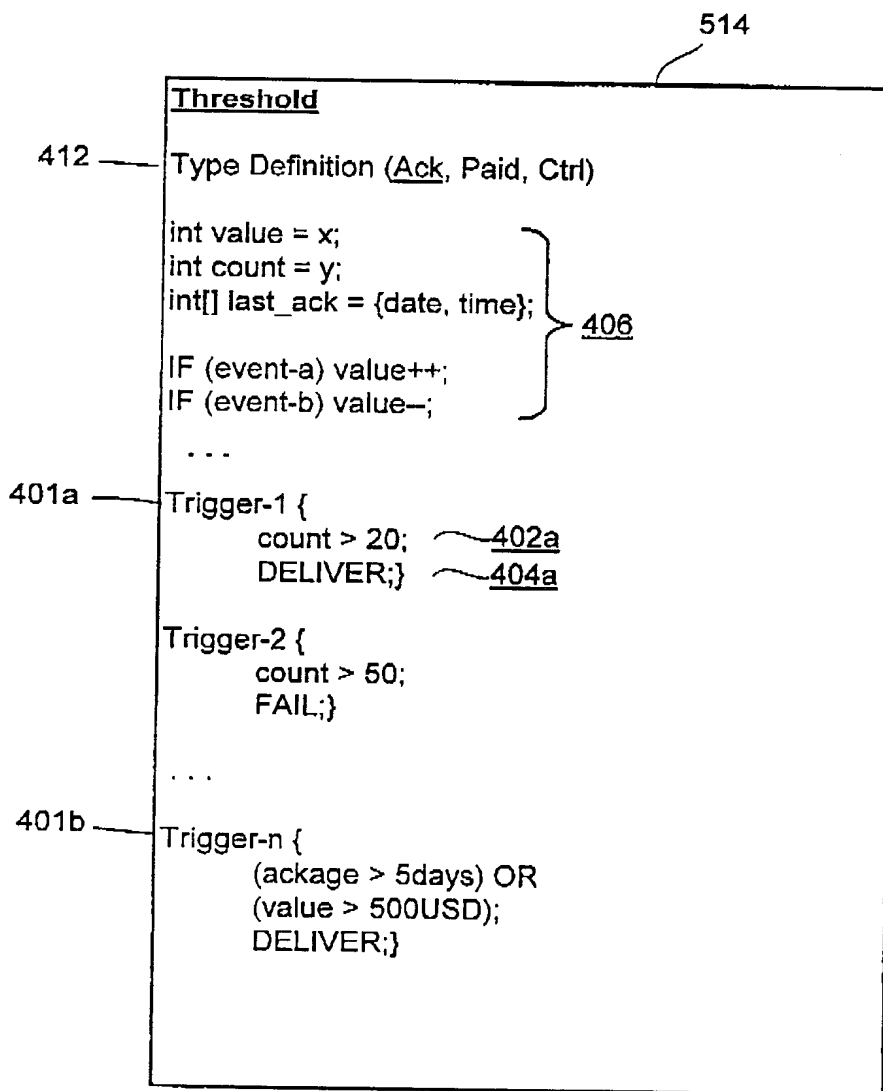 514
Threshold
412 Type Definition (Ack, Paid, Ctrl)
int value = x;
int count = y;
int[] last_ack = {date, time};
406
IF (event-a) value++;
IF (event-b) value--;
. . .
401a Trigger-1 {
count > 20; 402a
DELIVER;} 404a
Trigger-2 {
count > 50;
FAIL;}
. . .
401b Trigger-n {
(ackage > 5days) OR
(value > 500USD);
DELIVER;}